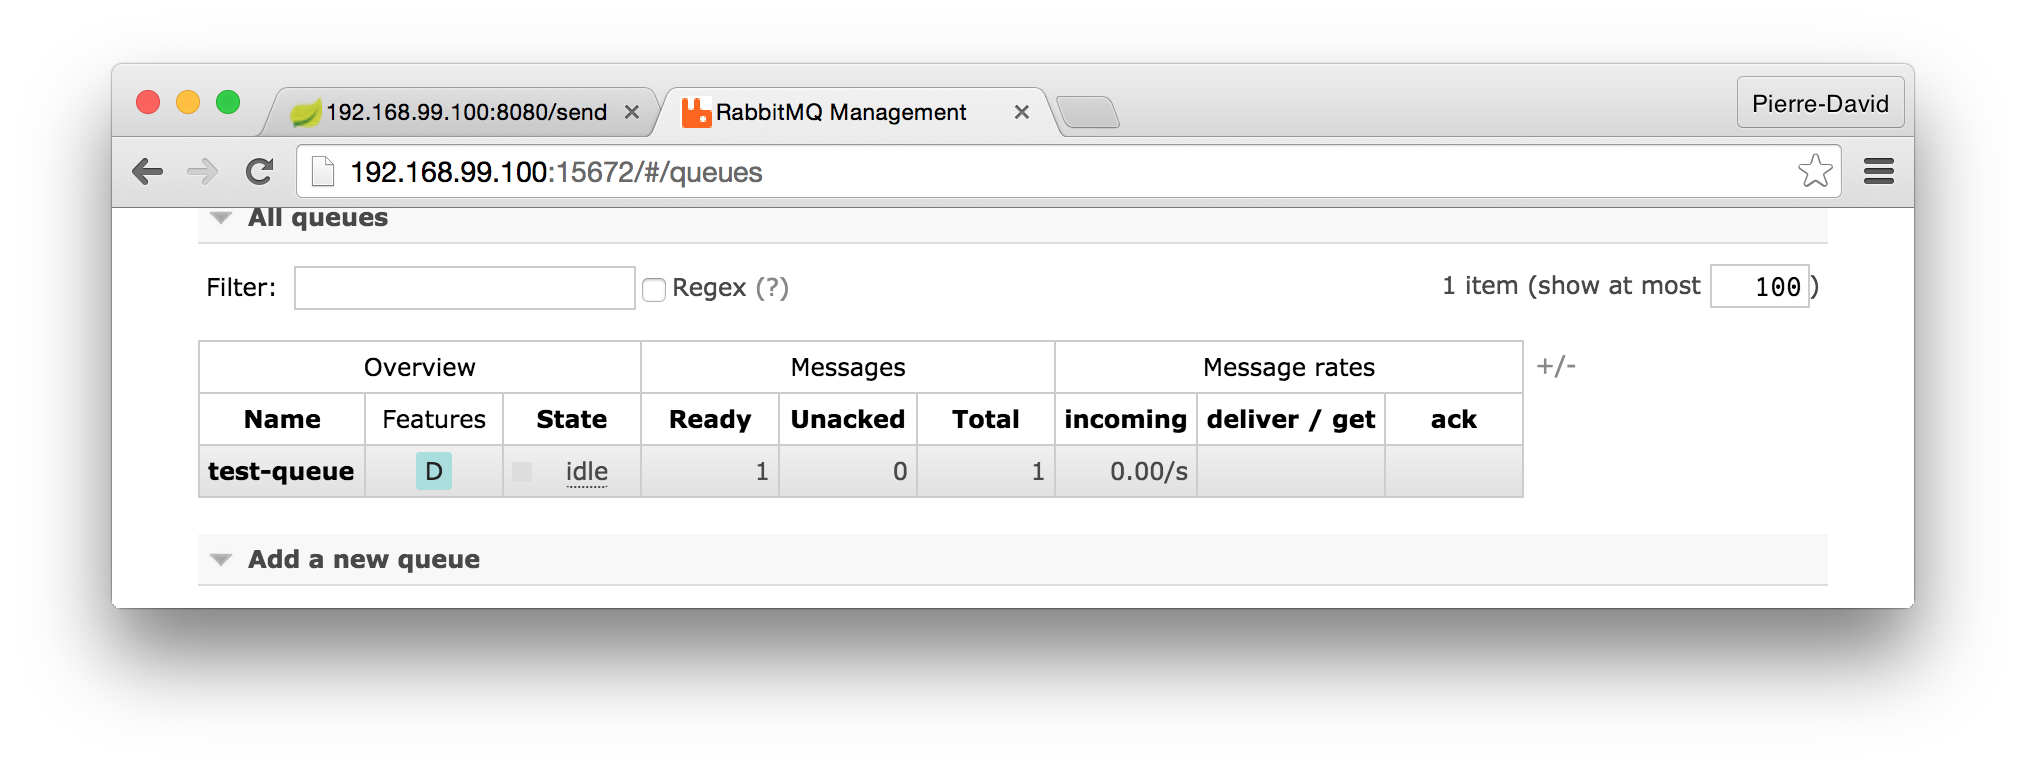 192.168.99.100:8080/send
RabbitMQ Management
Pierre-David
192.168.99.100:15672/#/queues
All queues
Filter: Regex (?) 1 item (show at most 100)
Overview Messages Message rates +/-
Name Features State Ready Unacked Total incoming deliver / get ack
test-queue D idle 1 0 1 0.00/s
Add a new queue